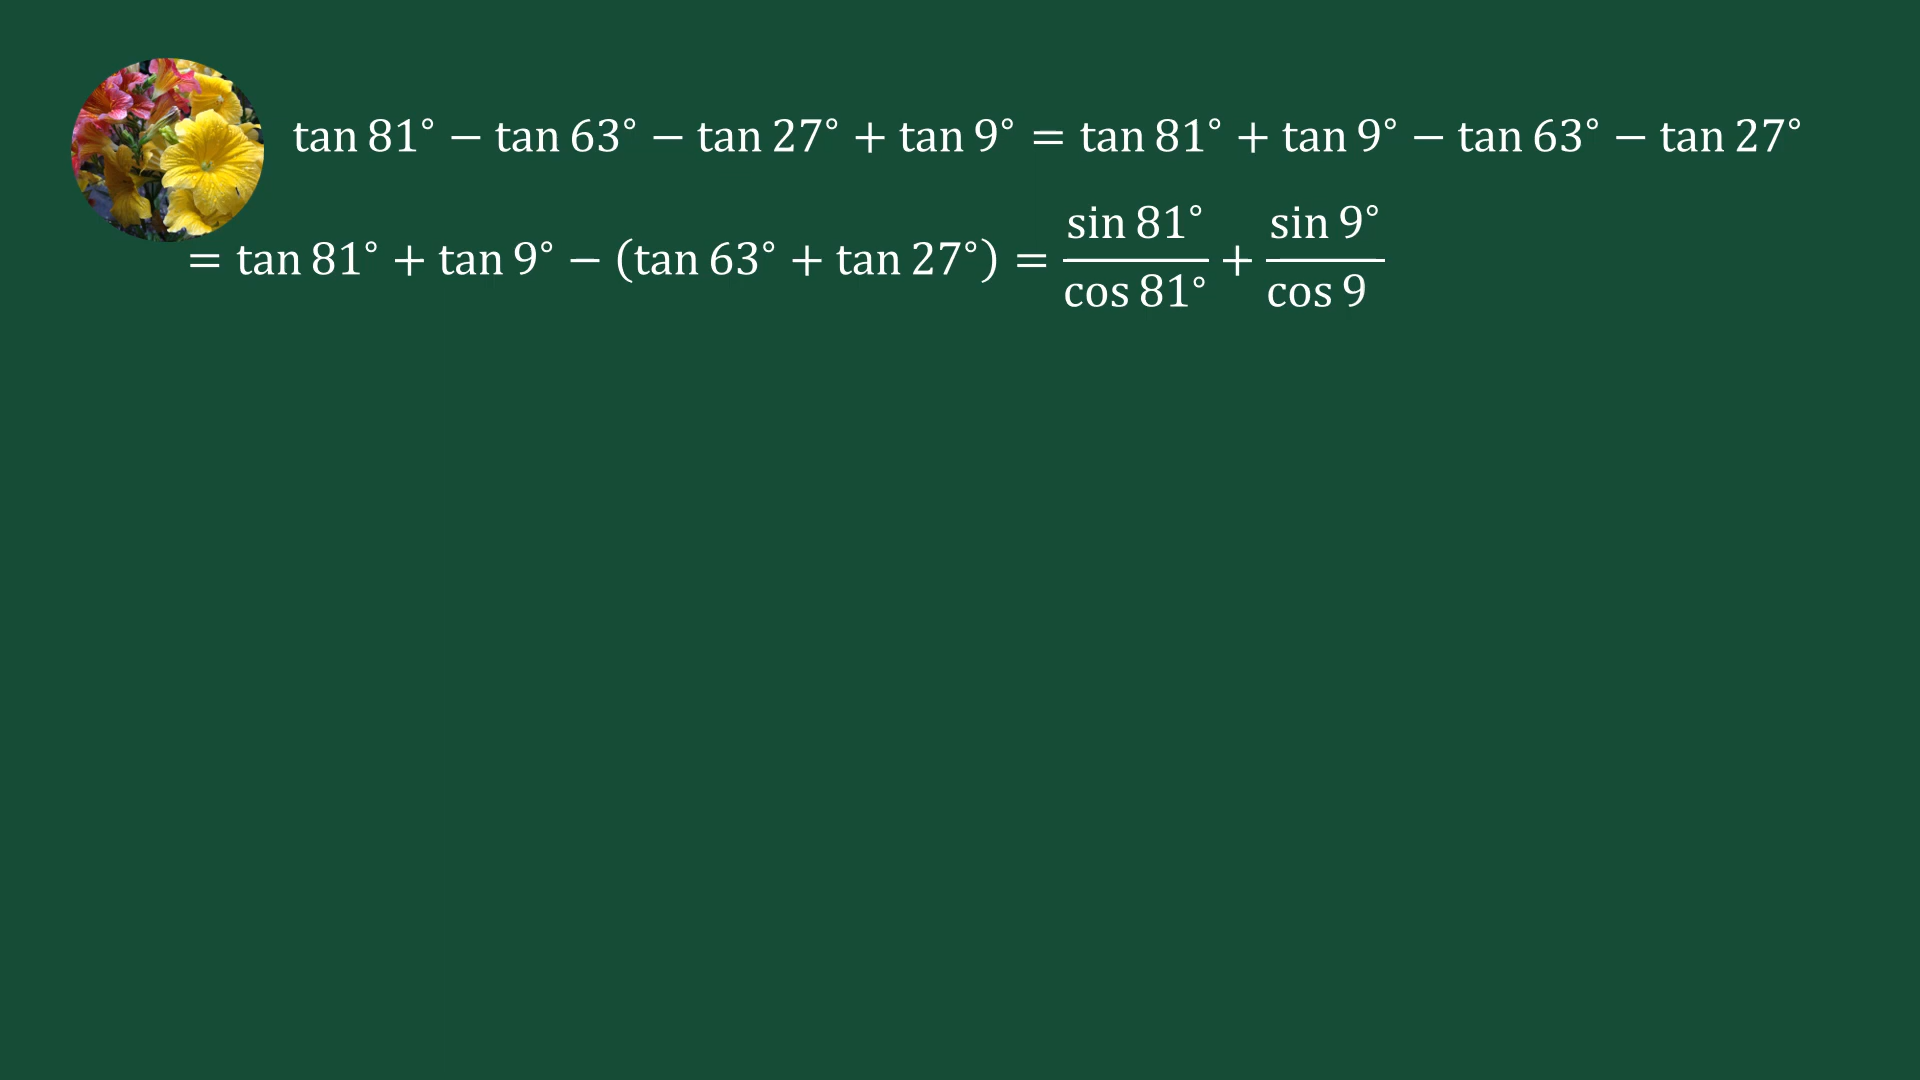 tan 81° − tan 63° − tan 27° + tan 9° = tan 81° + tan 9° − tan 63° − tan 27°
= tan 81° + tan 9° − (tan 63° + tan 27°) = sin 81°/cos 81° + sin 9°/cos 9